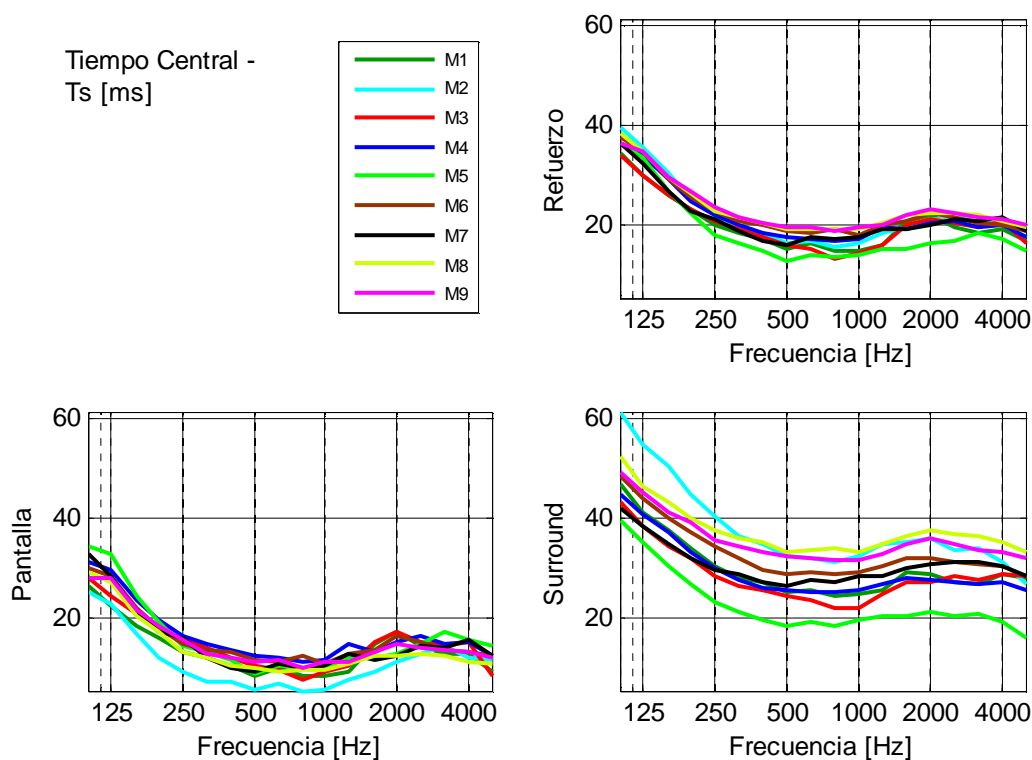 Tiempo Central -
Ts [ms]
M1
M2
M3
M4
M5
M6
M7
M8
M9
60
40
20
Refuerzo
125 250 500 1000 2000 4000
Frecuencia [Hz]
60
40
20
Pantalla
125 250 500 1000 2000 4000
Frecuencia [Hz]
60
40
20
Surround
125 250 500 1000 2000 4000
Frecuencia [Hz]